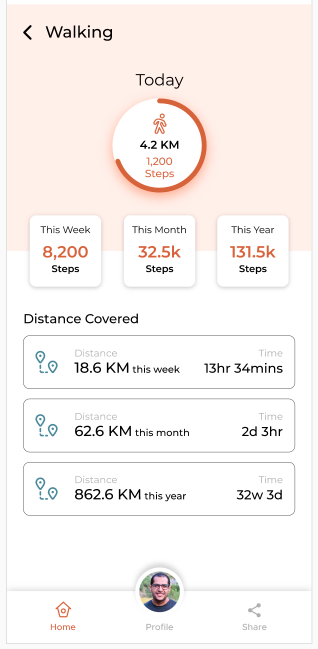 Walking
Today
4.2 KM
1,200
Steps
This Week
8,200
Steps
This Month
32.5k
Steps
This Year
131.5k
Steps
Distance Covered
Distance Time
18.6 KM this week 13hr 34mins
Distance Time
62.6 KM this month 2d 3hr
Distance Time
862.6 KM this year 32w 3d
Home Profile Share